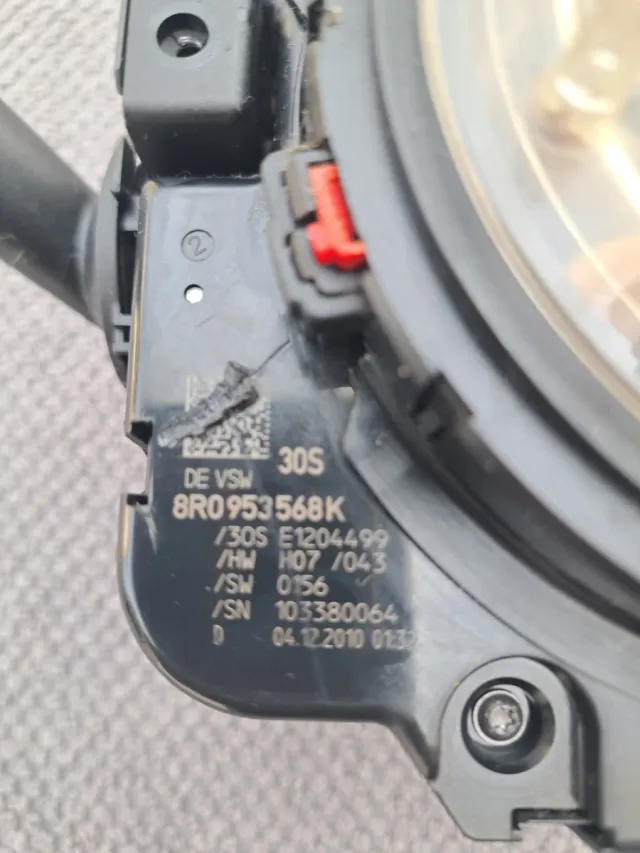 2
30S
DE VSW
8R0953568K
/30S E1204499
/HW H07 /043
/SW 0156
/SN 103380064
D 04.12.2010 01:32